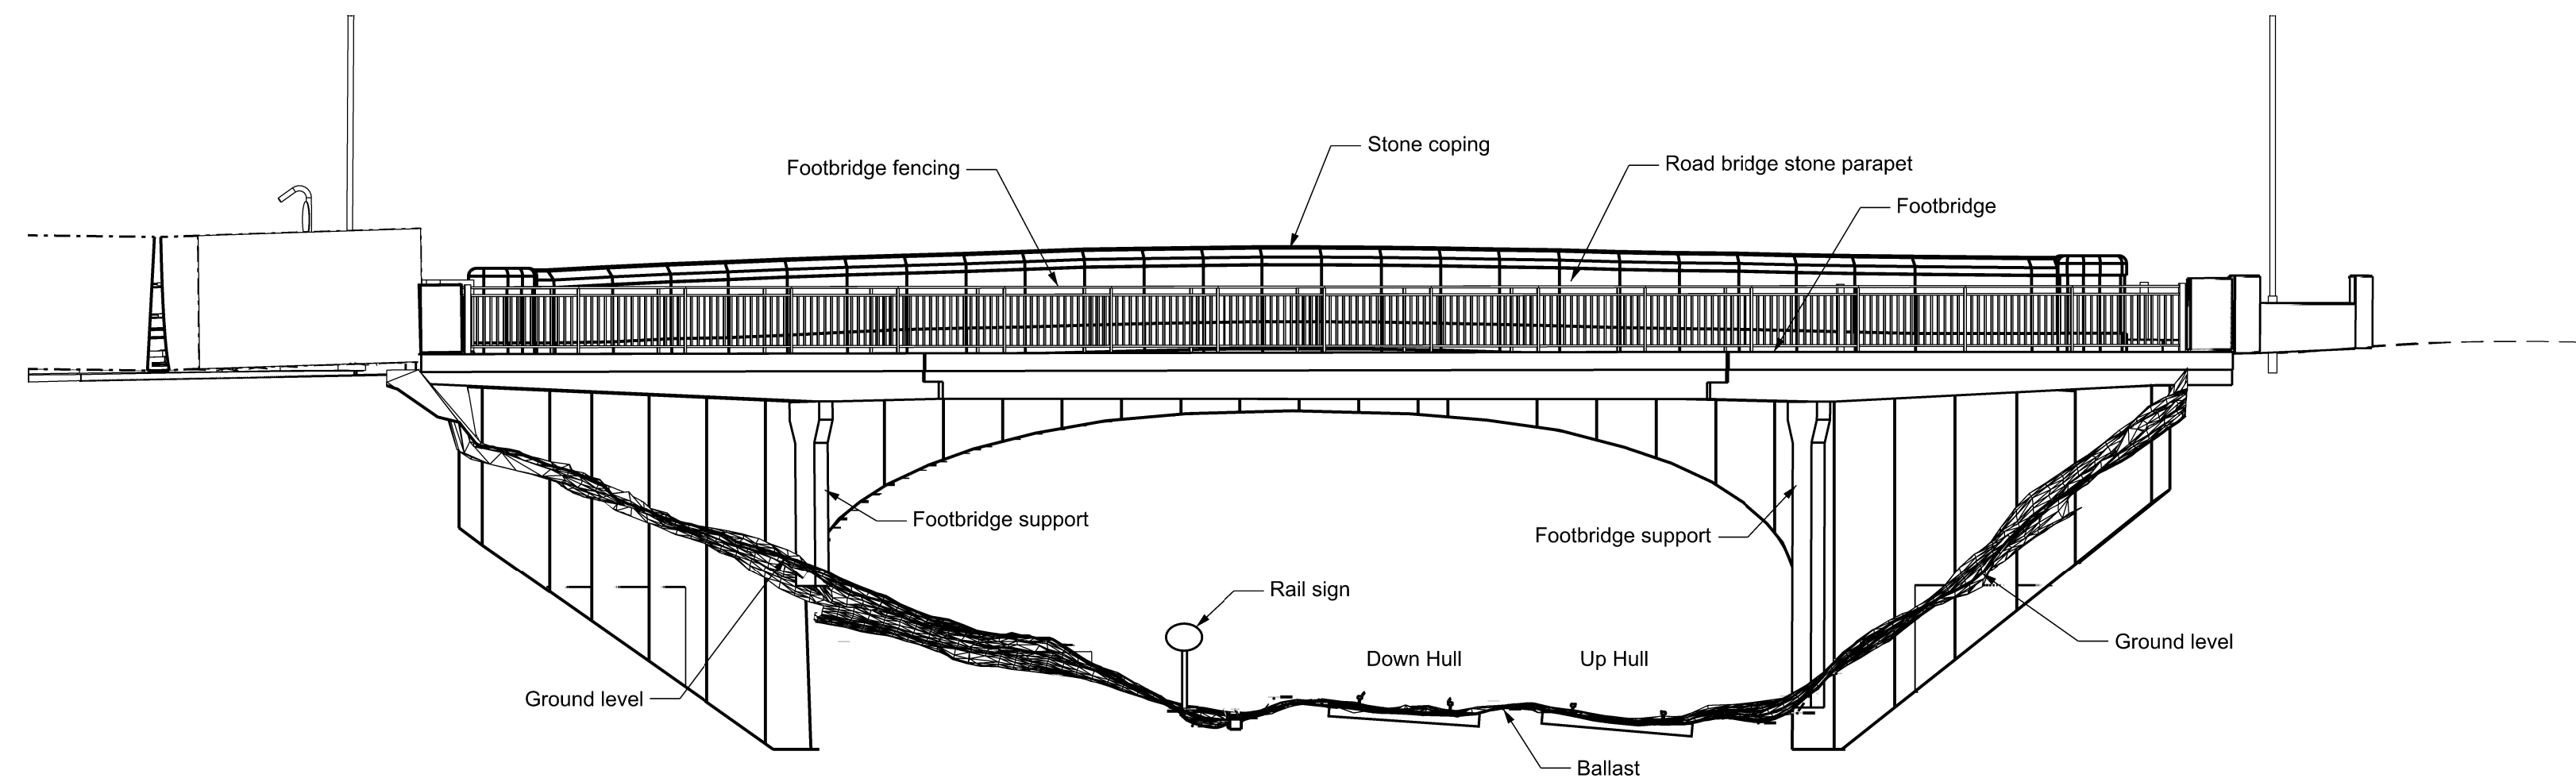 Stone coping
Footbridge fencing
Road bridge stone parapet
Footbridge
Footbridge support
Footbridge support
Rail sign
Ground level
Down Hull
Up Hull
Ground level
Ballast